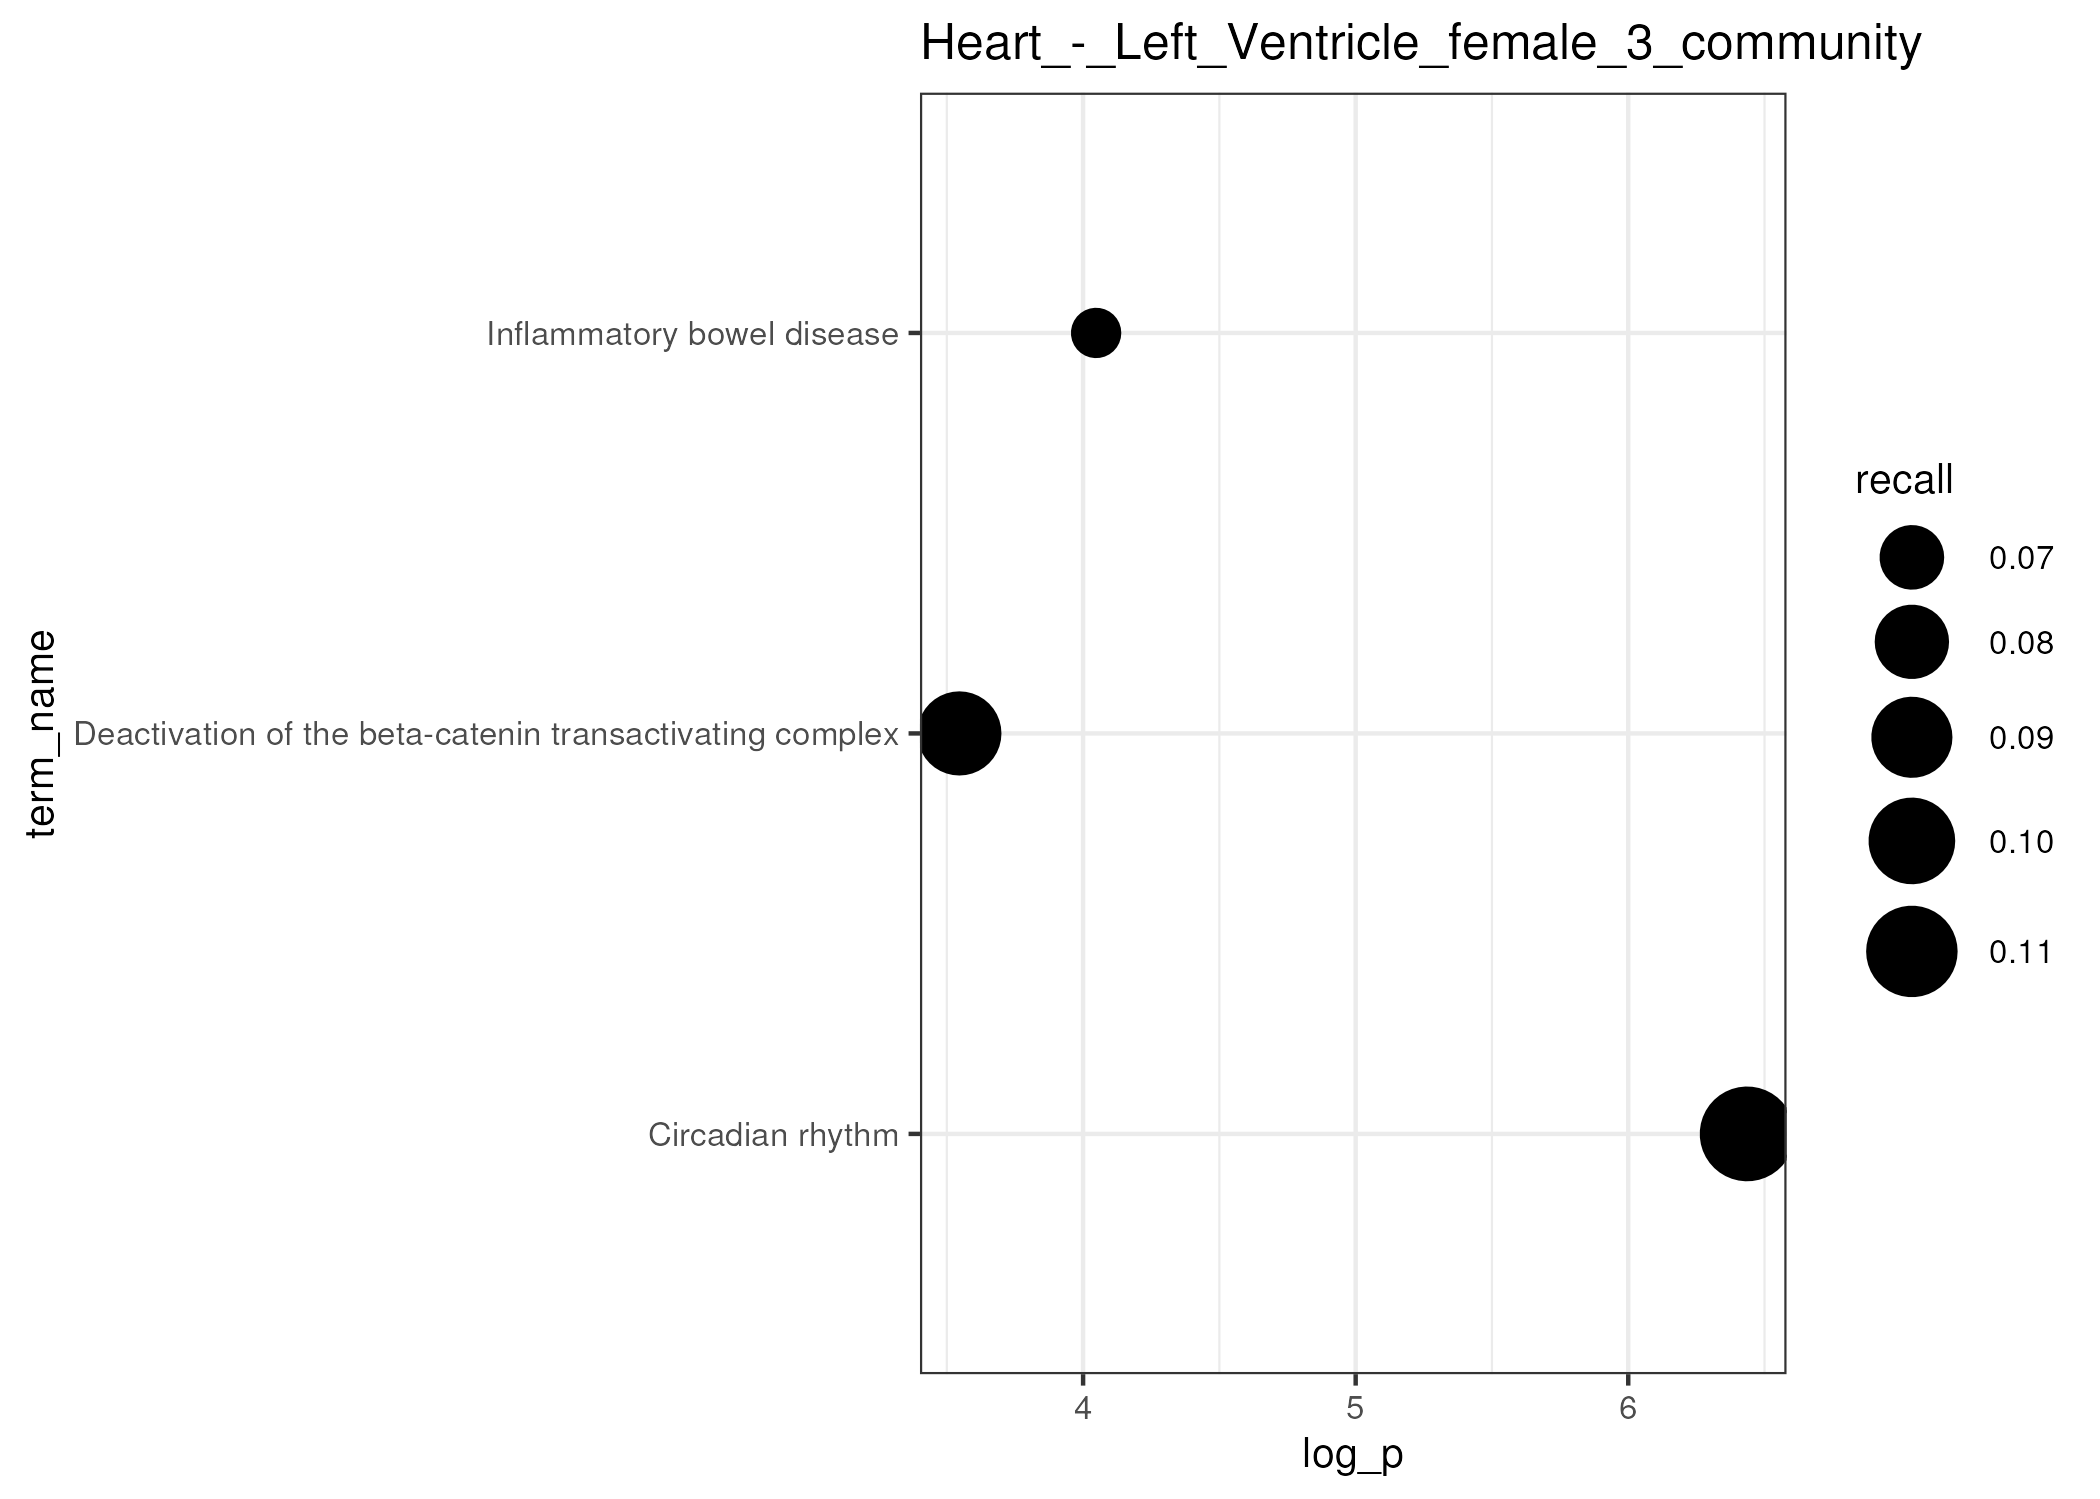 Heart_-_Left_Ventricle_female_3_community
Inflammatory bowel disease
Deactivation of the beta-catenin transactivating complex
Circadian rhythm
term_name
4
5
6
log_p
recall
0.07
0.08
0.09
0.10
0.11